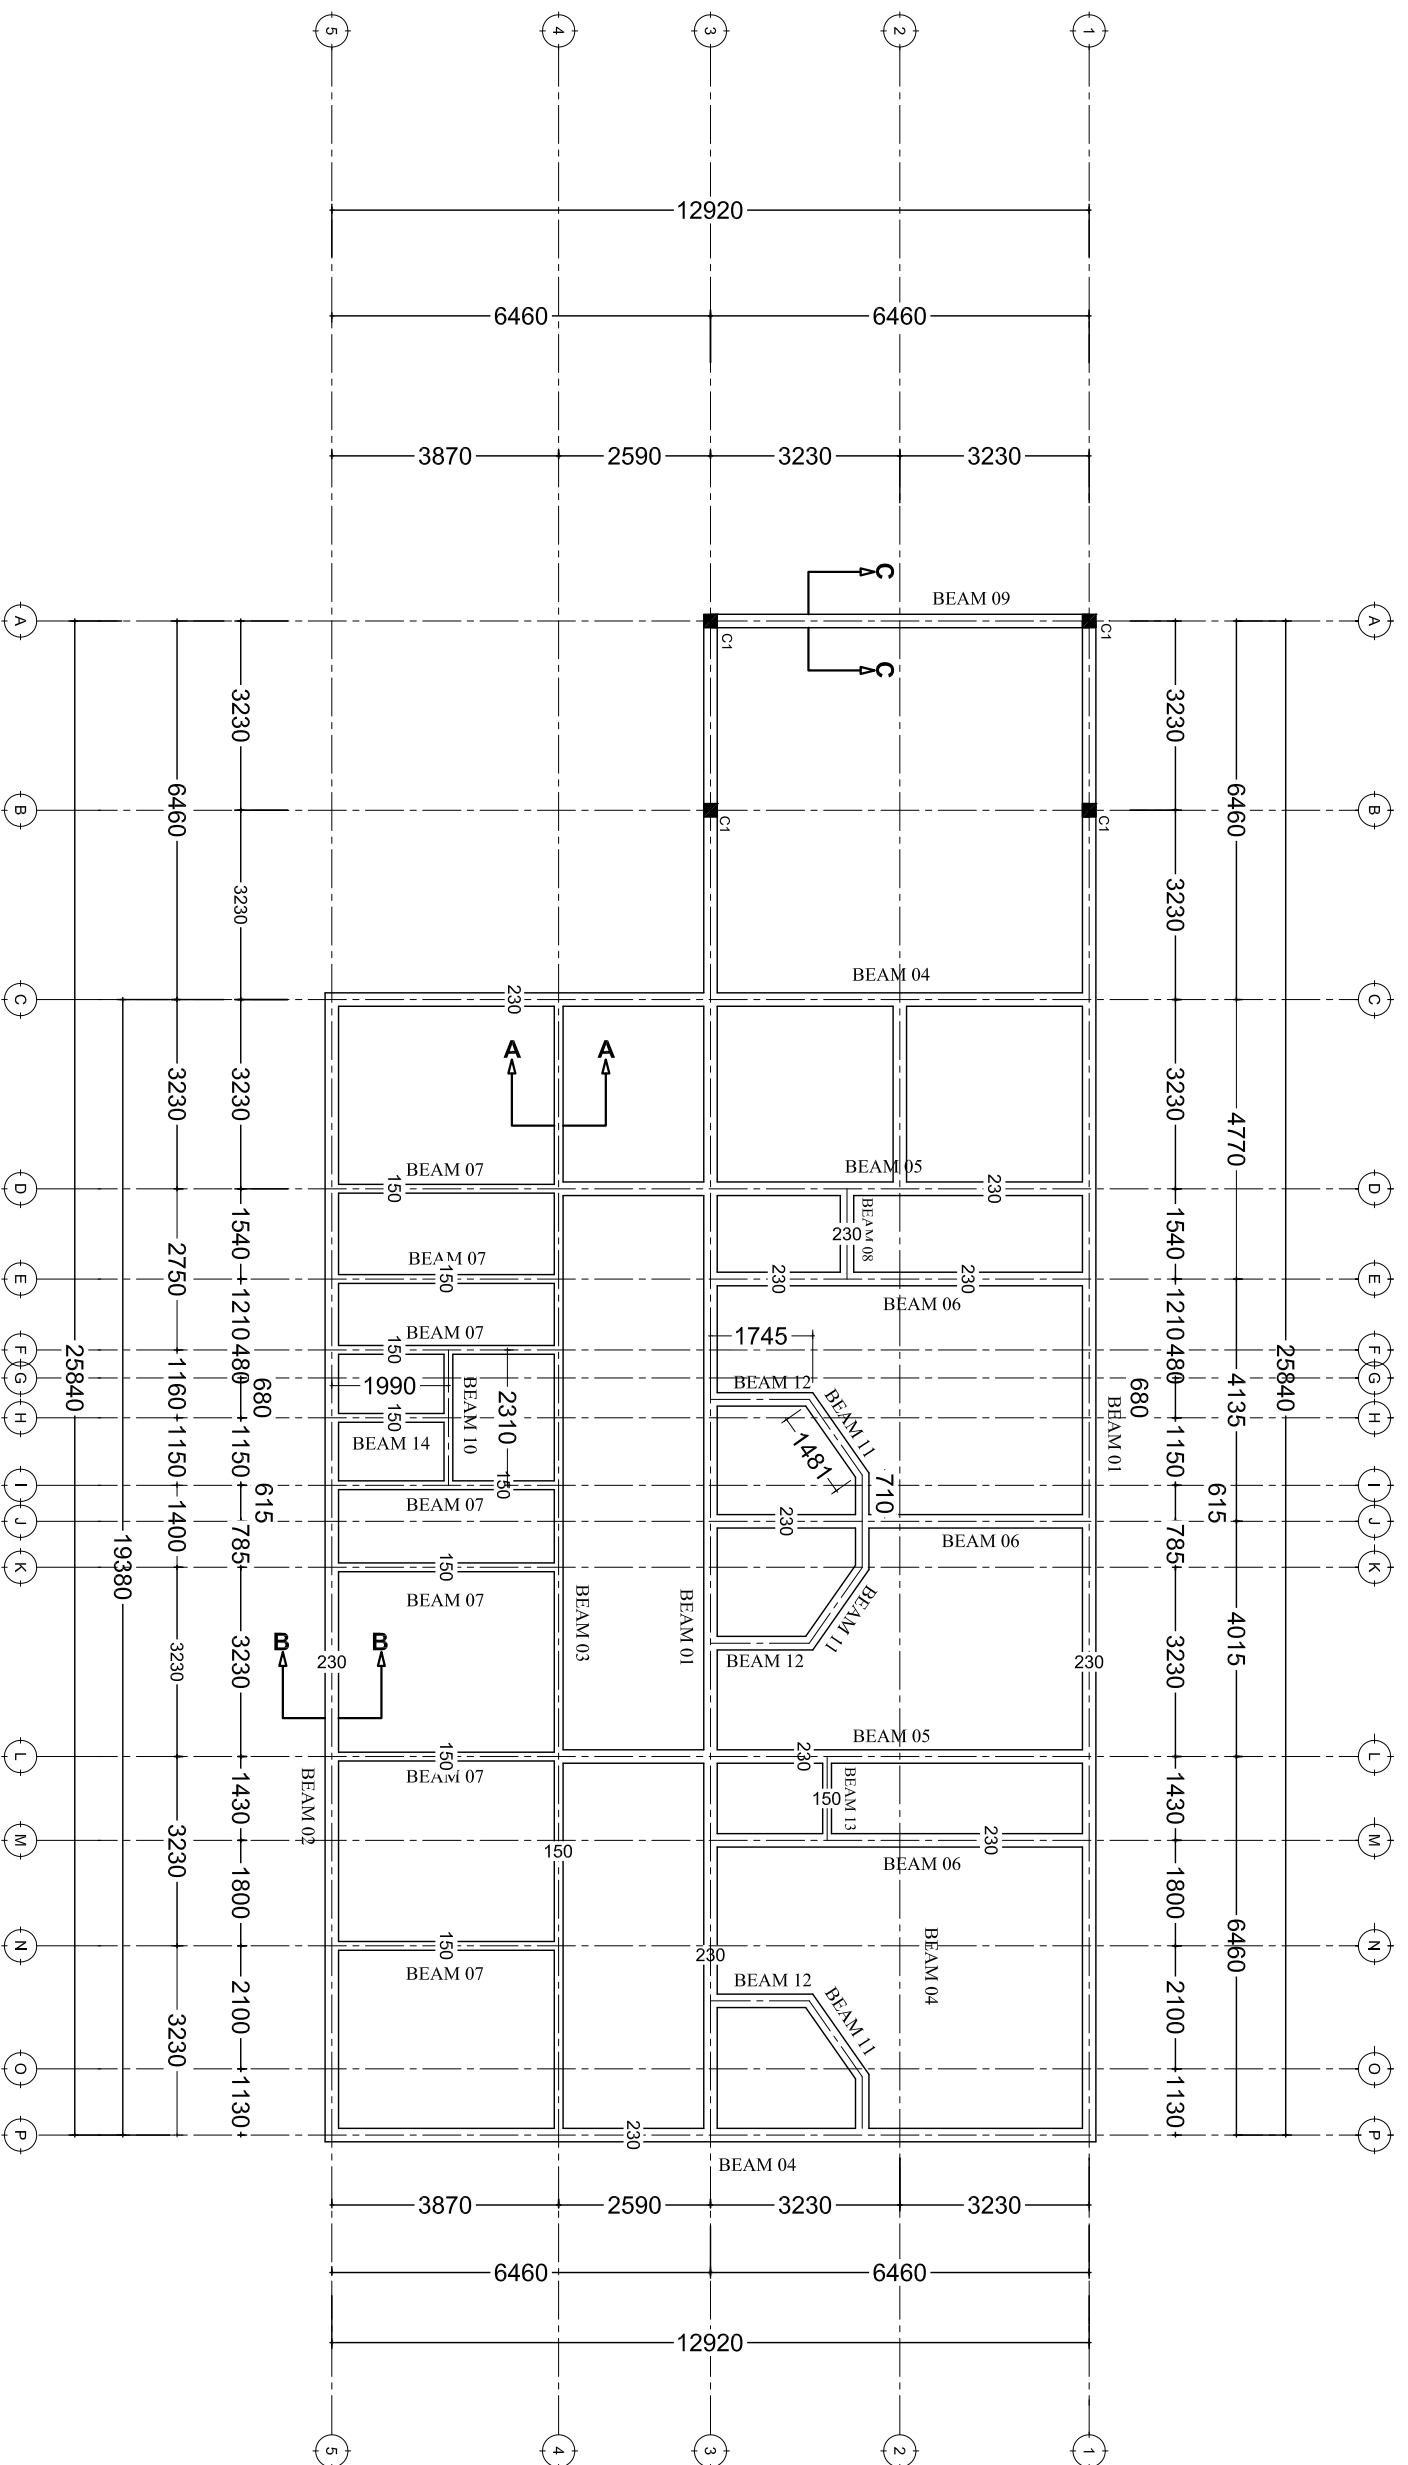 5
4
3
2
1
12920
6460
6460
3870
2590
3230
3230
C
BEAM 09
C
C1
C1
A
A
3230
3230
6460
6460
C1
C1
B
B
3230
3230
BEAM 04
230
C
C
A
A
3230
3230
3230
4770
BEAM 07
BEAM 05
150
230
D
D
BEAM 08
230
1540
2750
1540
BEAM 07
150
230
230
E
E
BEAM 06
1210
1210
BEAM 07
1745
150
F
F
25840
480
480
25840
1990
BEAM 12
G
G
1160
680
BEAM 10
2310
BEAM 11
680
4135
150
H
H
BEAM 14
BEAM 01
1481
1150
1150
1150
710
150
I
I
BEAM 07
615
615
230
J
J
BEAM 06
1400
785
785
19380
150
K
K
BEAM 07
BEAM 03
BEAM 01
BEAM 11
B
B
3230
3230
3230
4015
230
BEAM 12
230
BEAM 05
150
230
L
L
BEAM 07
BEAM 02
150
BEAM 13
1430
1430
230
M
M
150
BEAM 06
3230
1800
1800
BEAM 04
6460
150
230
N
N
BEAM 07
BEAM 12
BEAM 11
3230
2100
2100
O
O
1130
1130
230
P
P
BEAM 04
3870
2590
3230
3230
6460
6460
12920
5
4
3
2
1